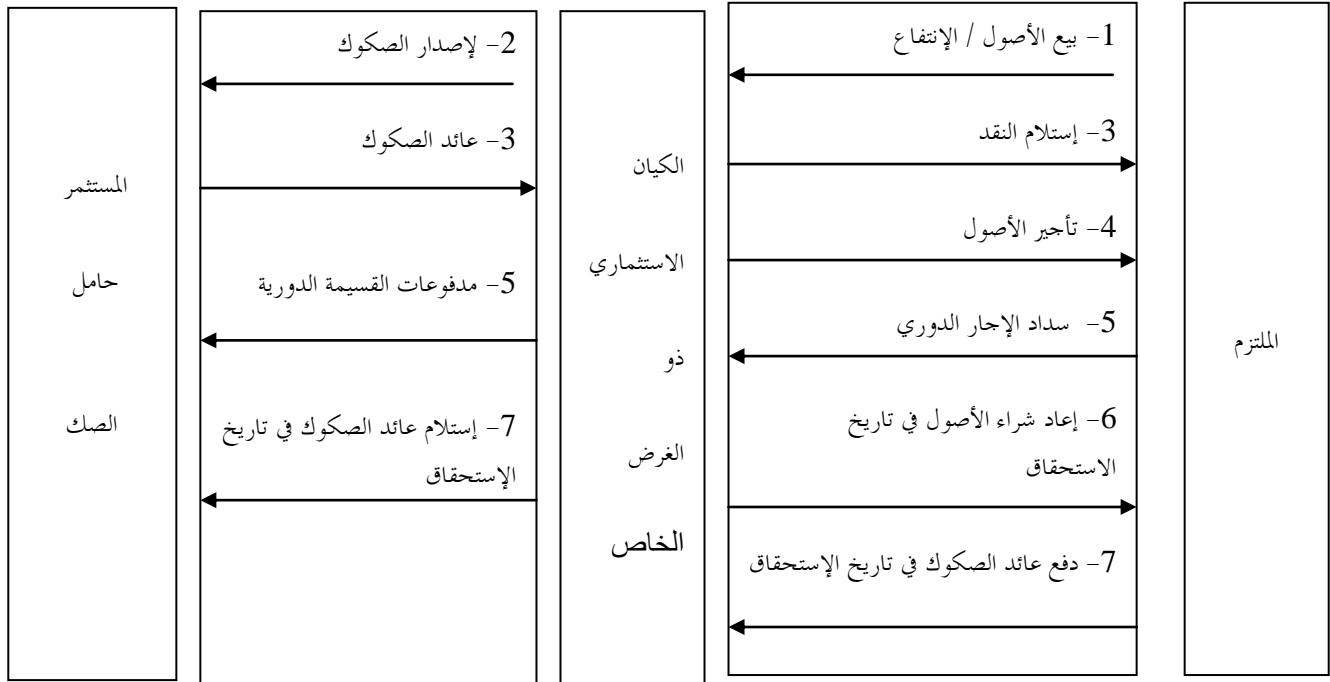 1- بيع الأصول / الإنتفاع
3- إستلام النقد
4- تأجير الأصول
5- سداد الإجار الدوري
6- إعاد شراء الأصول في تاريخ
الاستحقاق
7- دفع عائد الصكوك في تاريخ الإستحقاق
الملتزم
الكيان
الاستثماري
ذو
الغرض
الخاص
2- لإصدار الصكوك
3- عائد الصكوك
5- مدفوعات القسيمة الدورية
7- إستلام عائد الصكوك في تاريخ
الإستحقاق
المستثمر
حامل
الصك